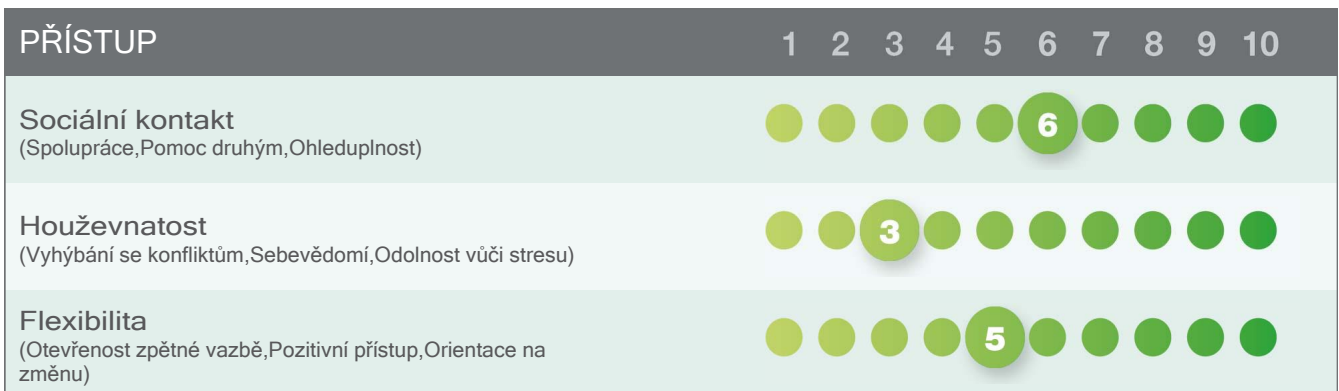 PŘÍSTUP 1 2 3 4 5 6 7 8 9 10
Sociální kontakt
(Spolupráce,Pomoc druhým,Ohleduplnost)
6
Houževnatost
(Vyhýbání se konfliktům,Sebevědomí,Odolnost vůči stresu)
3
Flexibilita
(Otevřenost zpětné vazbě,Pozitivní přístup,Orientace na
změnu)
5